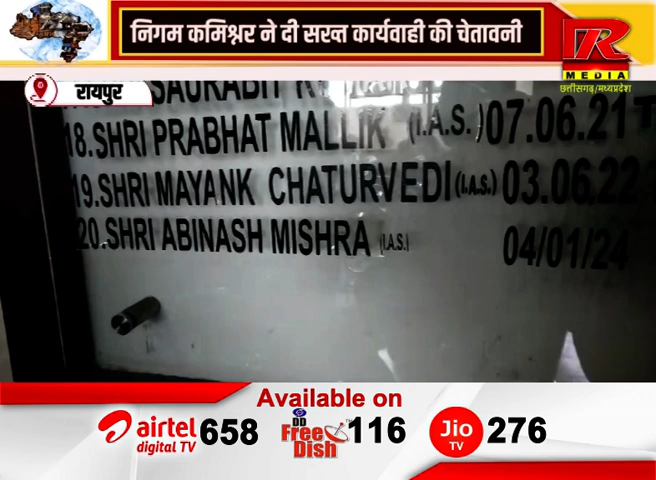 निगम कमिश्नर ने दी सख्त कार्यवाही की चेतावनी
MEDIA
छत्तीसगढ़/मध्यप्रदेश
रायपुर
18.SHRI PRABHAT MALLIK (I.A.S.) 07.06.21
19.SHRI MAYANK CHATURVEDI (I.A.S.) 03.06.22
20.SHRI ABINASH MISHRA (I.A.S.) 04/01/24
Available on
airtel digital TV 658
DD Free Dish 116
Jio TV 276